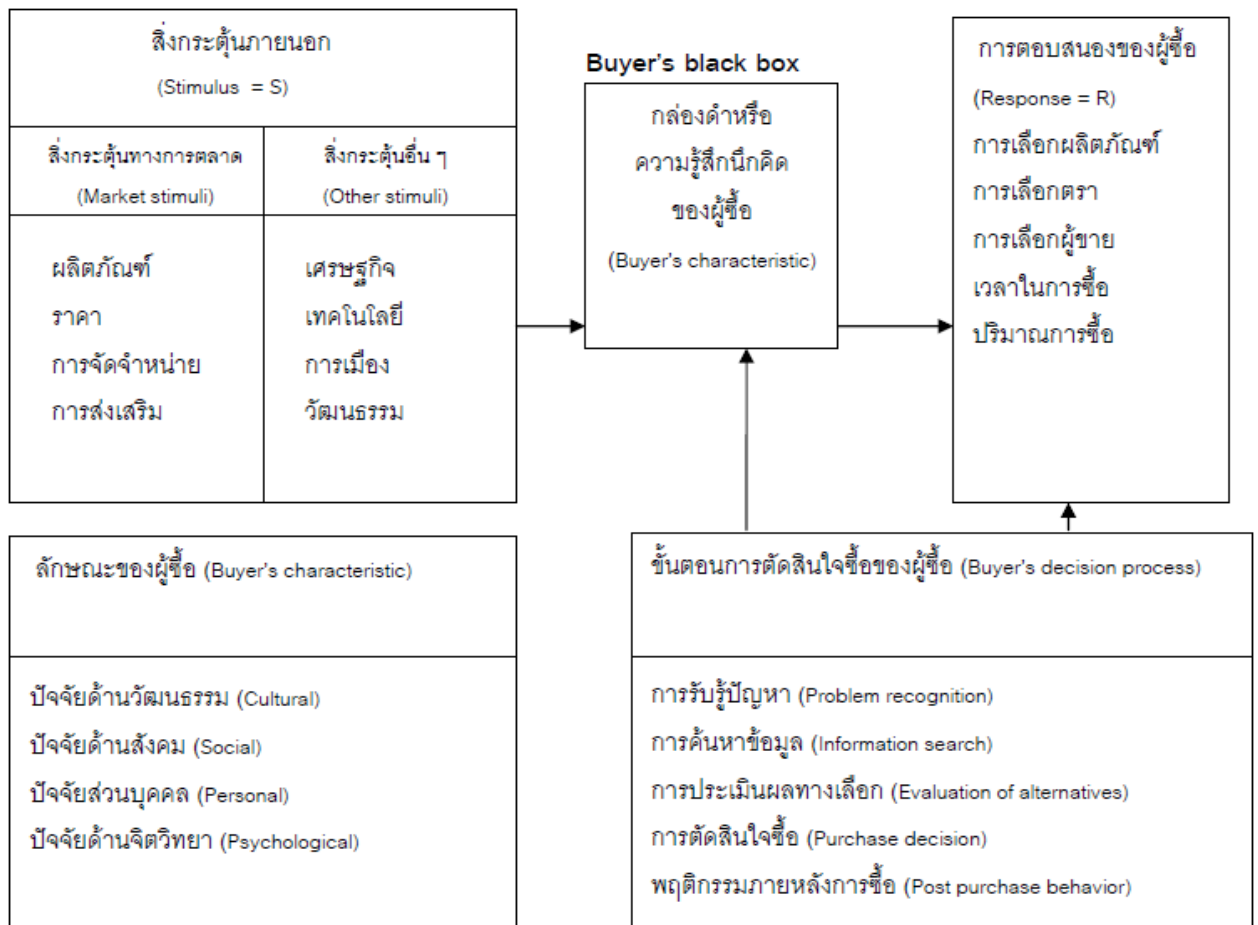 สิ่งกระตุ้นภายนอก
(Stimulus = S)
สิ่งกระตุ้นทางการตลาด
(Market stimuli)
สิ่งกระตุ้นอื่น ๆ
(Other stimuli)
ผลิตภัณฑ์
ราคา
การจัดจำหน่าย
การส่งเสริม
เศรษฐกิจ
เทคโนโลยี
การเมือง
วัฒนธรรม
Buyer's black box
กล่องดำหรือ
ความรู้สึกนึกคิด
ของผู้ซื้อ
(Buyer's characteristic)
การตอบสนองของผู้ซื้อ
(Response = R)
การเลือกผลิตภัณฑ์
การเลือกตรา
การเลือกผู้ขาย
เวลาในการซื้อ
ปริมาณการซื้อ
ลักษณะของผู้ซื้อ (Buyer's characteristic)
ปัจจัยด้านวัฒนธรรม (Cultural)
ปัจจัยด้านสังคม (Social)
ปัจจัยส่วนบุคคล (Personal)
ปัจจัยด้านจิตวิทยา (Psychological)
ขั้นตอนการตัดสินใจซื้อของผู้ซื้อ (Buyer's decision process)
การรับรู้ปัญหา (Problem recognition)
การค้นหาข้อมูล (Information search)
การประเมินผลทางเลือก (Evaluation of alternatives)
การตัดสินใจซื้อ (Purchase decision)
พฤติกรรมภายหลังการซื้อ (Post purchase behavior)